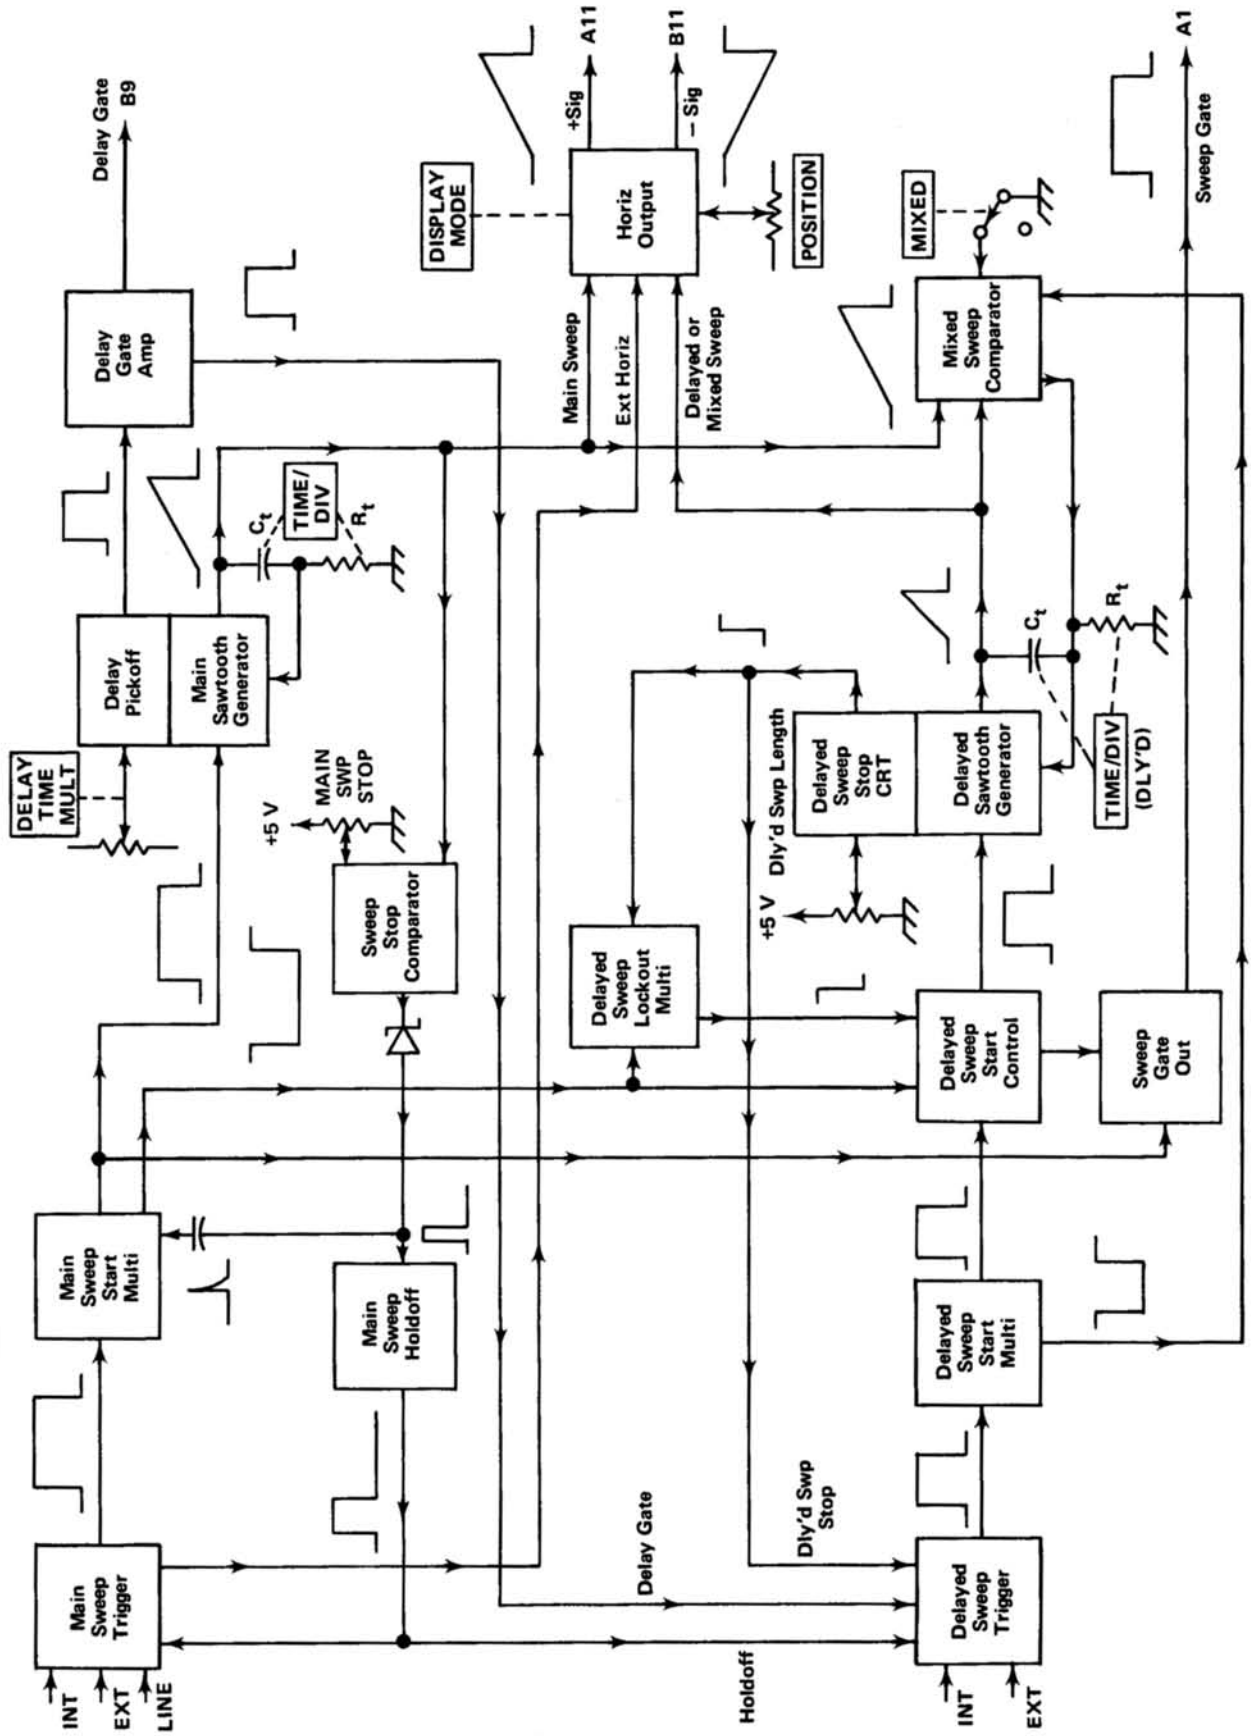 INT
EXT
LINE
Main
Sweep
Trigger
Main
Sweep
Start
Multi
DELAY
TIME
MULT
Delay
Pickoff
Main
Sawtooth
Generator
Delay
Gate
Amp
Delay Gate
B9
Ct
TIME/
DIV
Rt
+5 V
MAIN
SWP
STOP
Sweep
Stop
Comparator
Main
Sweep
Holdoff
DISPLAY
MODE
+Sig
A11
Horiz
Output
– Sig
B11
POSITION
Main Sweep
Ext Horiz
Delayed or
Mixed Sweep
Delayed
Sweep
Lockout
Multi
+5 V
Dly'd Swp Length
Delayed
Sweep
Stop
CRT
Delayed
Sawtooth
Generator
Ct
Rt
TIME/DIV
(DLY'D)
MIXED
Mixed
Sweep
Comparator
Delay Gate
Dly'd Swp
Stop
Holdoff
INT
EXT
Delayed
Sweep
Trigger
Delayed
Sweep
Start
Multi
Delayed
Sweep
Start
Control
Sweep
Gate
Out
Sweep Gate
A1